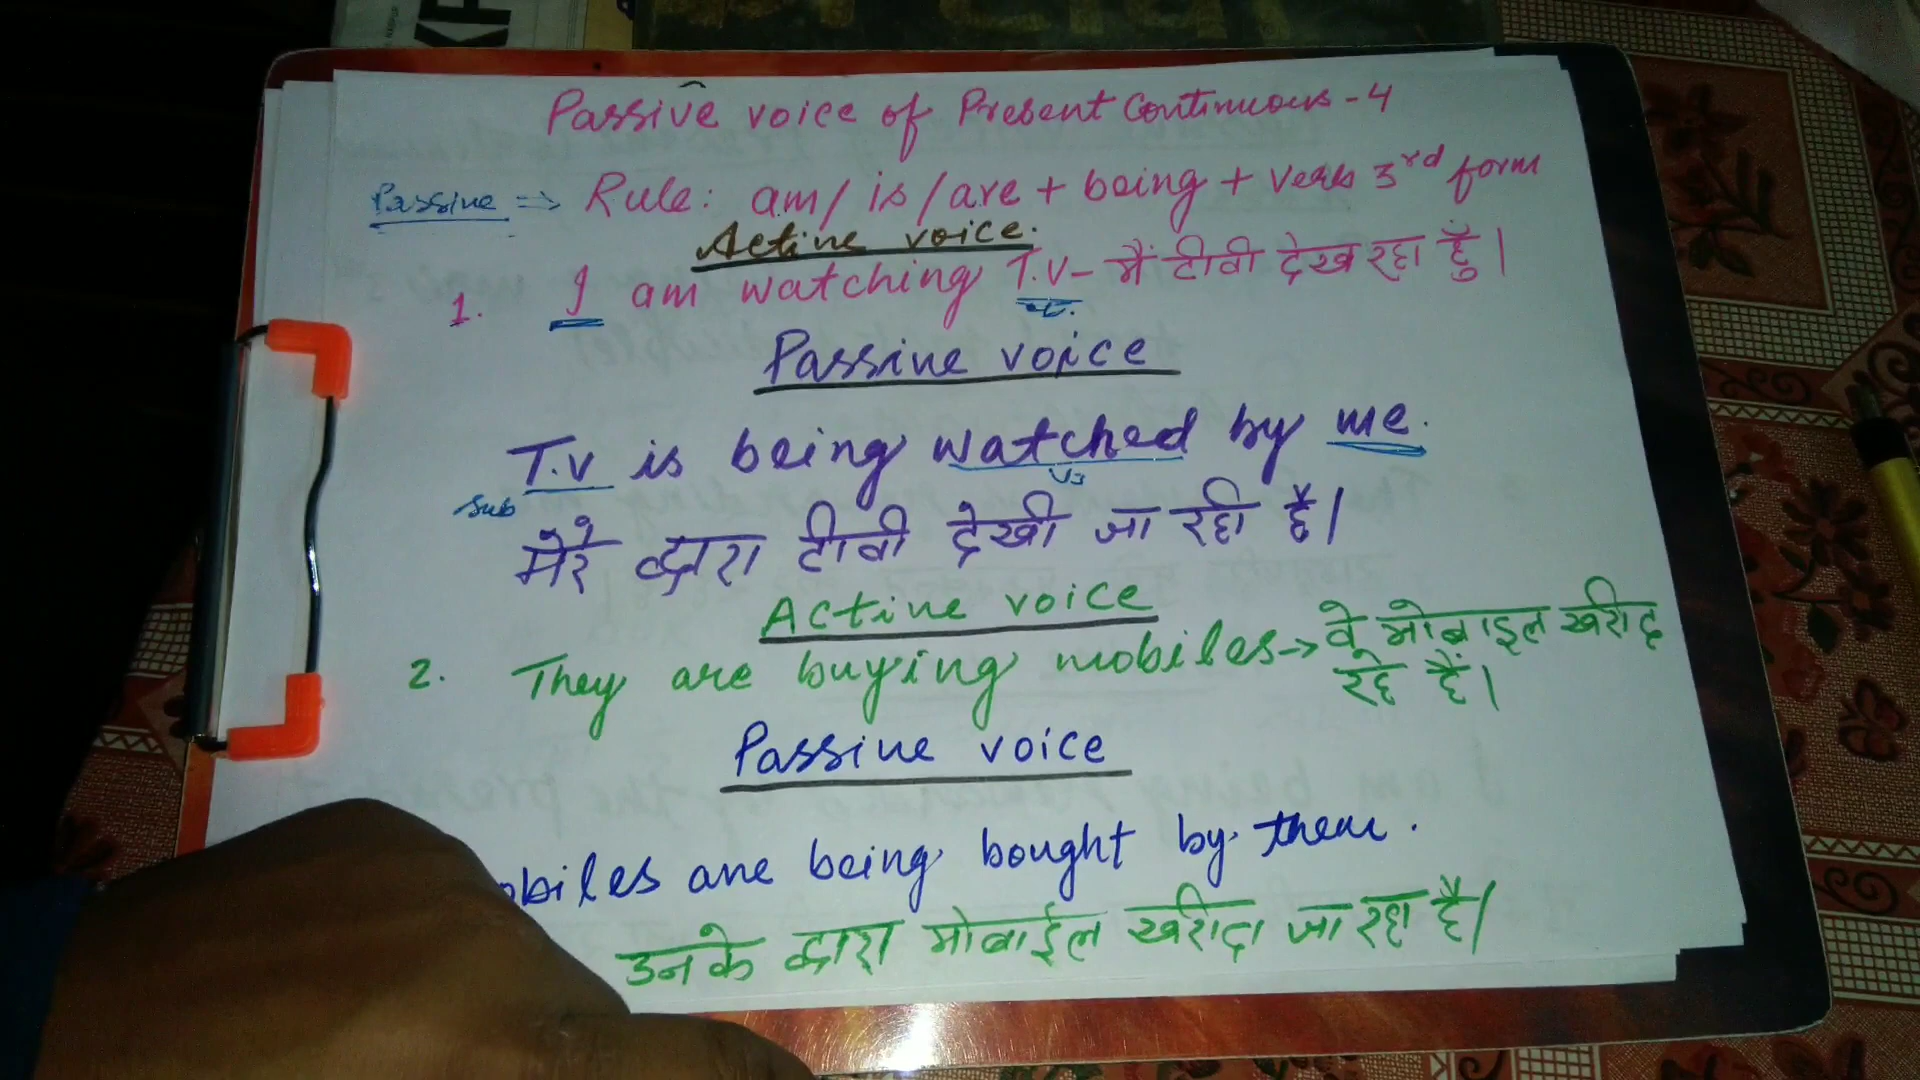 Passive voice of Present Continuous - 4
Passive ⇒ Rule: am/ is / are + being + verb 3rd form
Active voice.
1. I am watching T.V - मैं टीवी देख रहा हूँ।
Passive voice
T.V is being watched by me.
Sub V3
मेरे द्वारा टीवी देखी जा रही है।
Active voice
2. They are buying mobiles → वे मोबाइल खरीद
रहे हैं।
Passive voice
obiles are being bought by them.
उनके द्वारा मोबाईल खरीदा जा रहा है।